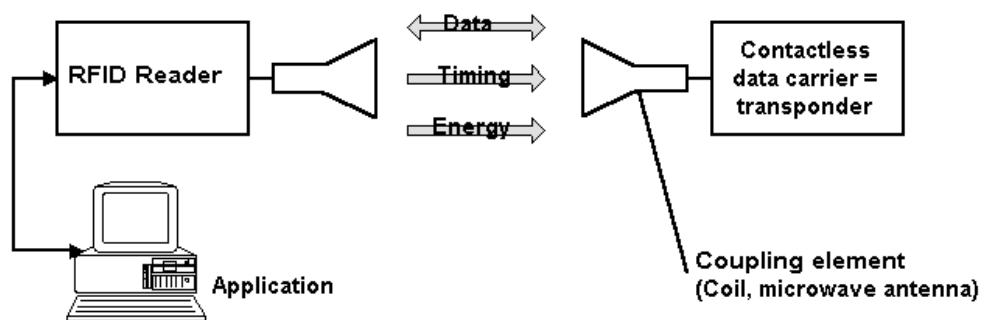 Data
RFID Reader
Timing
Energy
Contactless
data carrier =
transponder
Application
Coupling element
(Coil, microwave antenna)